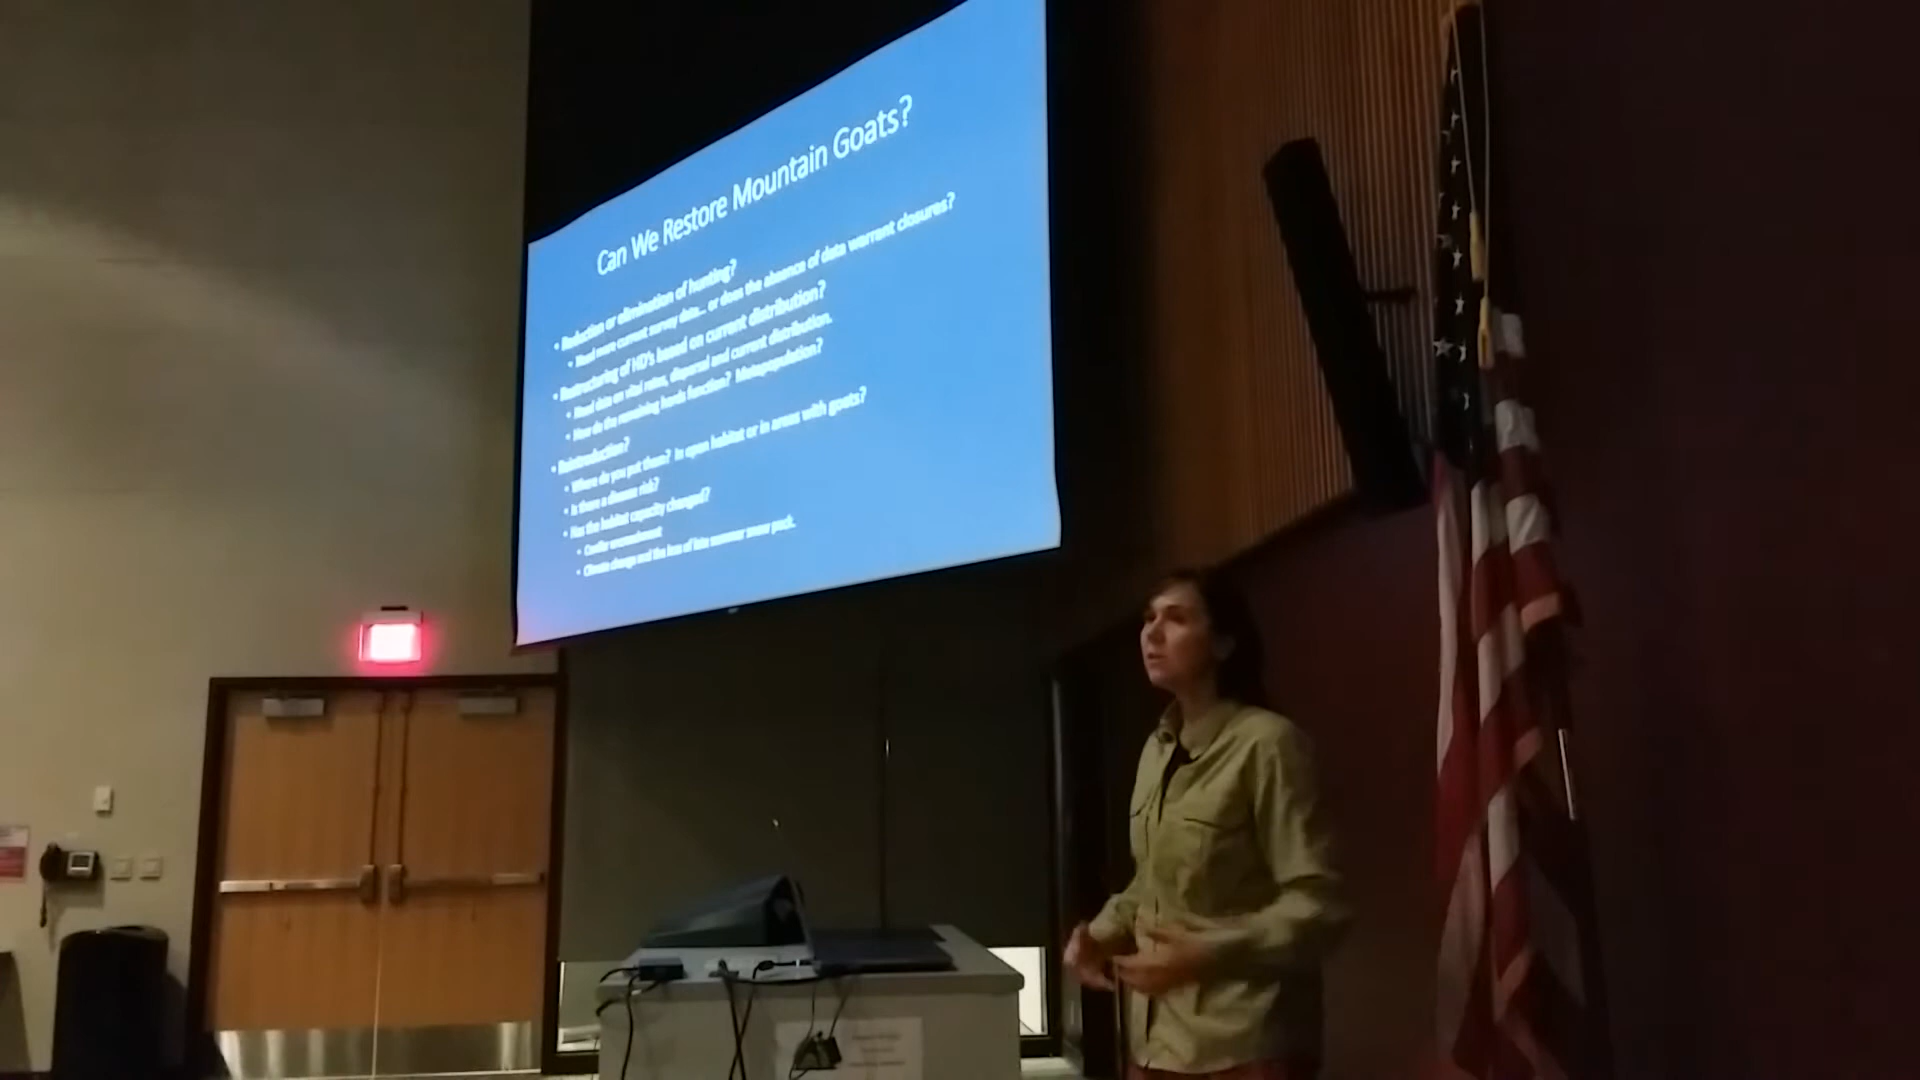 Can We Restore Mountain Goats?
• Reduction or elimination of hunting?
• Need more current survey data... or does the absence of data warrant closures?
• Restructuring of HD's based on current distribution?
• Need data on vital rates, dispersal and current distribution.
• How do the remaining herds function? Metapopulation?
• Reintroduction?
• Where do you put them? In open habitat or in areas with goats?
• Is there a disease risk?
• Has the habitat capacity changed?
• Conifer encroachment
• Climate change and the loss of late summer snow pack.